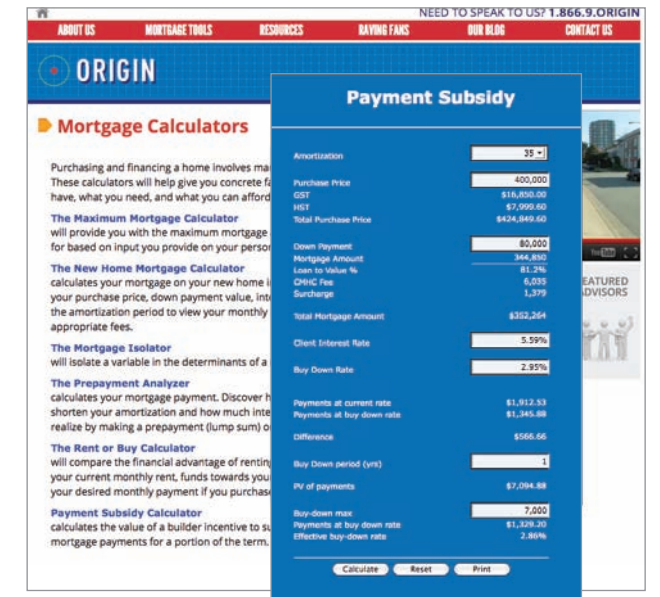 NEED TO SPEAK TO US? 1.866.9.ORIGIN
ABOUT US MORTGAGE TOOLS RESOURCES RAVING FANS OUR BLOG CONTACT US
ORIGIN
Mortgage Calculators
Purchasing and financing a home involves
These calculators will help give you concrete
have, what you need, and what you can afford
The Maximum Mortgage Calculator
will provide you with the maximum mortgage
for based on input you provide on your
The New Home Mortgage Calculator
calculates your mortgage on your new home
your purchase price, down payment value,
the amortization period to view your monthly
appropriate fees.
The Mortgage Isolator
will isolate a variable in the determinants of a
The Prepayment Analyzer
calculates your mortgage payment. Discover
shorten your amortization and how much
realize by making a prepayment (lump sum)
The Rent or Buy Calculator
will compare the financial advantage of
your current monthly rent, funds towards
your desired monthly payment if you
Payment Subsidy Calculator
calculates the value of a builder incentive to
mortgage payments for a portion of the term.
Payment Subsidy
Amortization 35
Purchase Price 400,000
GST $16,850.00
HST $7,999.60
Total Purchase Price $424,849.60
Down Payment 80,000
Mortgage Amount 344,850
Loan to Value % 81.2%
CMHC Fee 6,035
Surcharge 1,379
Total Mortgage Amount $352,264
Client Interest Rate 5.59%
Buy Down Rate 2.95%
Payments at current rate $1,912.53
Payments at buy down rate $1,345.88
Difference $566.66
Buy Down period (yrs) 1
PV of payments $7,094.88
Buy-down max 7,000
Payments at buy down rate $1,329.20
Effective buy-down rate 2.86%
Calculate Reset Print